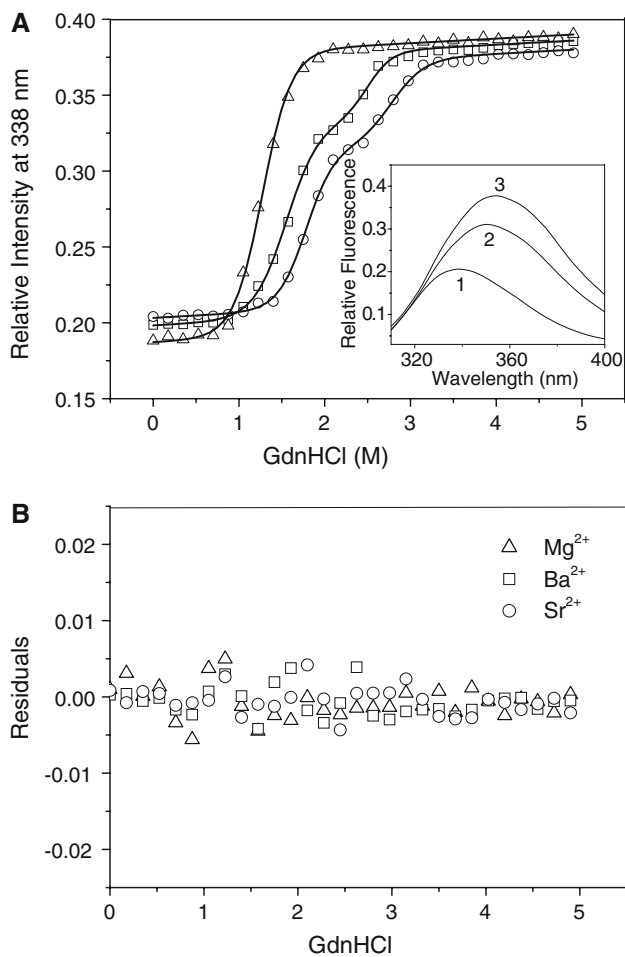 A
Relative Intensity at 338 nm
0.40
0.35
0.30
0.25
0.20
0.15
0 1 2 3 4 5
GdnHCl (M)
Relative Fluorescence
0.4
0.3
0.2
0.1
3
2
1
320 360 400
Wavelength (nm)
B
Residuals
0.02
0.01
0.00
-0.01
-0.02
Mg²⁺
Ba²⁺
Sr²⁺
0 1 2 3 4 5
GdnHCl